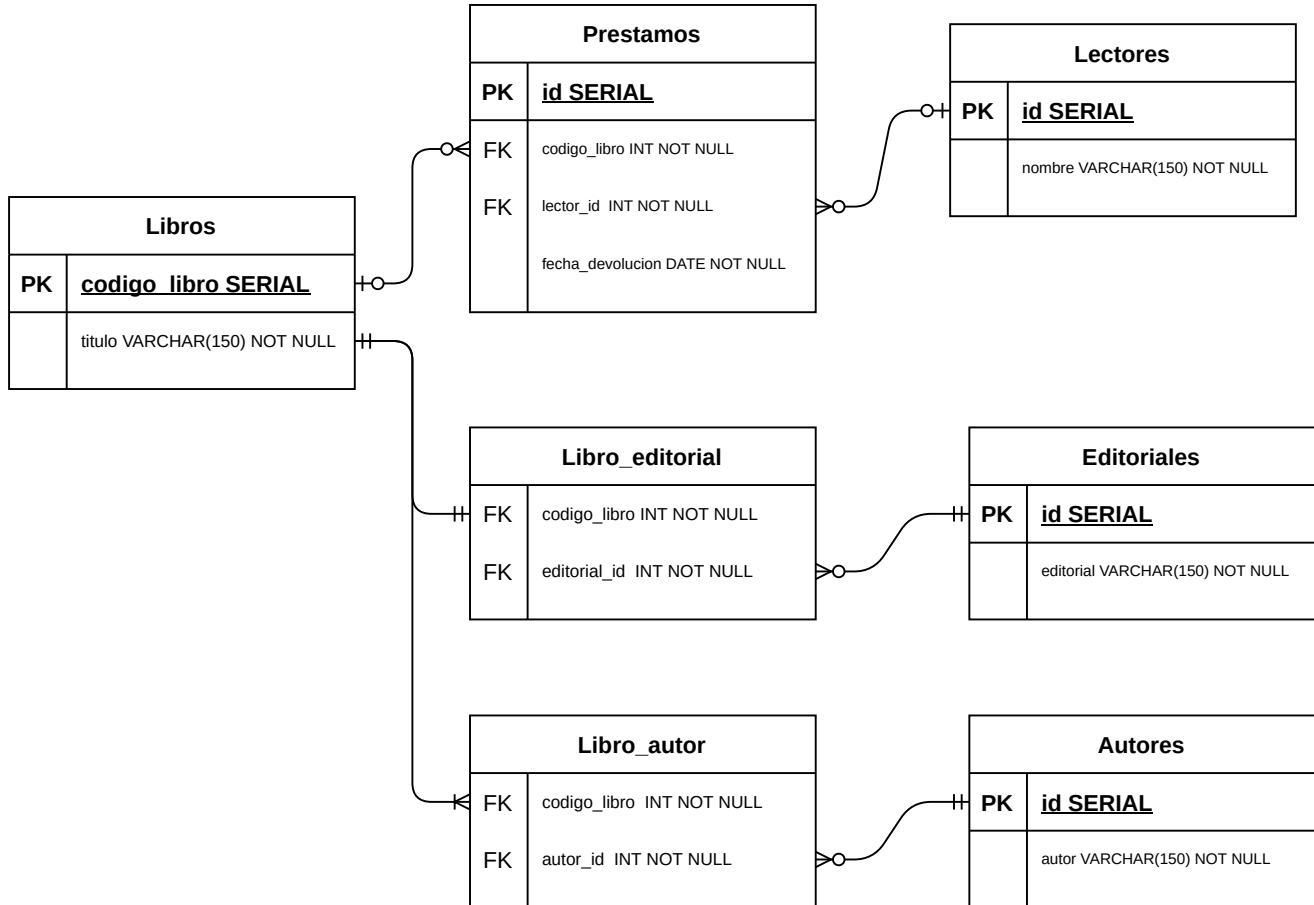 Prestamos
PK id SERIAL
FK codigo_libro INT NOT NULL
FK lector_id INT NOT NULL
fecha_devolucion DATE NOT NULL
Lectores
PK id SERIAL
nombre VARCHAR(150) NOT NULL
Libros
PK codigo_libro SERIAL
titulo VARCHAR(150) NOT NULL
Libro_editorial
FK codigo_libro INT NOT NULL
FK editorial_id INT NOT NULL
Editoriales
PK id SERIAL
editorial VARCHAR(150) NOT NULL
Libro_autor
FK codigo_libro INT NOT NULL
FK autor_id INT NOT NULL
Autores
PK id SERIAL
autor VARCHAR(150) NOT NULL